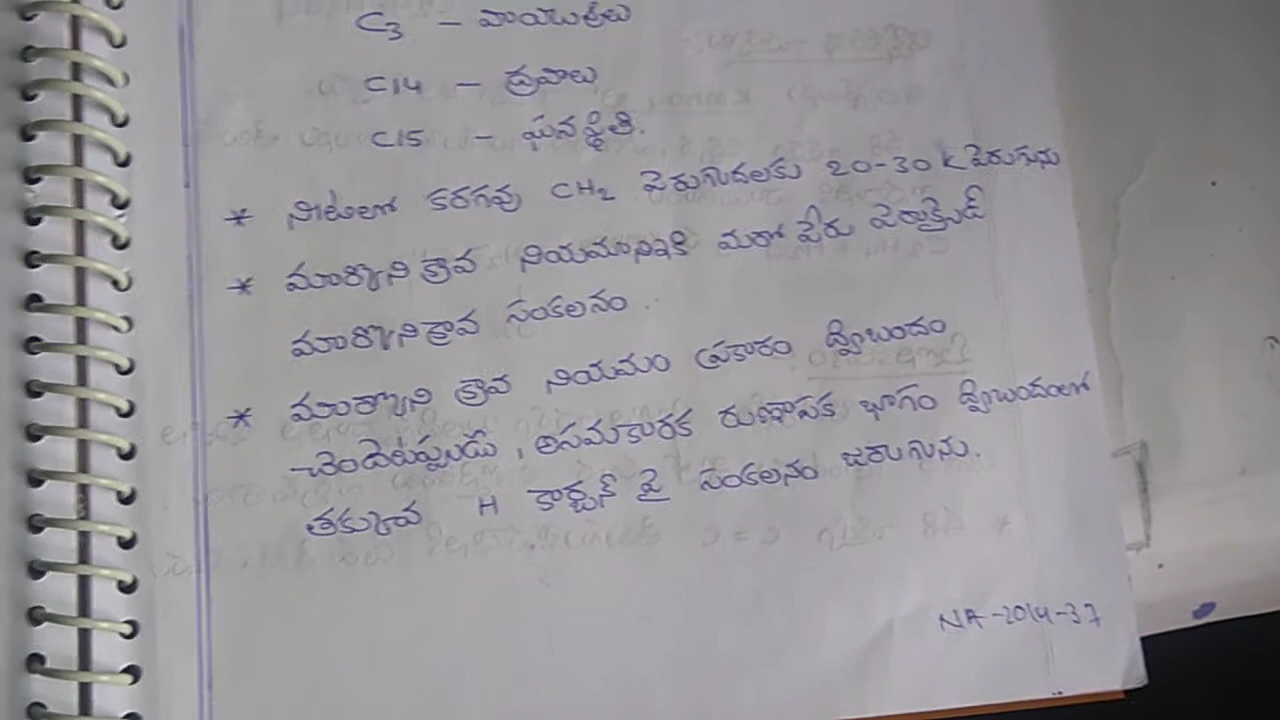 C3 - వాయువులు
C14 - ద్రవాలు
C15 - ఘనస్థితి.
* నీటిలో కరగవు CH2 పెరుగుదలకు 20-30 K పెరుగును
* మార్కోనికావ నియమానికి మరో పేరు పెరాక్సైడ్
మార్కోనికావ సంకలనం.
* మార్కోనికావ నియమం ప్రకారం ద్విబంధం
చెందేటప్పుడు, అసమకారక రుణాత్మక భాగం ద్విబంధంలో
తక్కువ H కార్బన్ పై సంకలనం జరుగును.
NA-2014-37